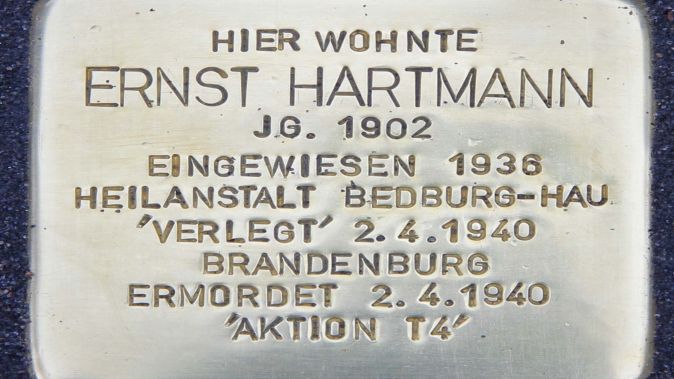 HIER WOHNTE
ERNST HARTMANN
J.G. 1902
EINGEWIESEN 1936
HEILANSTALT BEDBURG-HAU
'VERLEGT' 2.4.1940
BRANDENBURG
ERMORDET 2.4.1940
'AKTION T4'